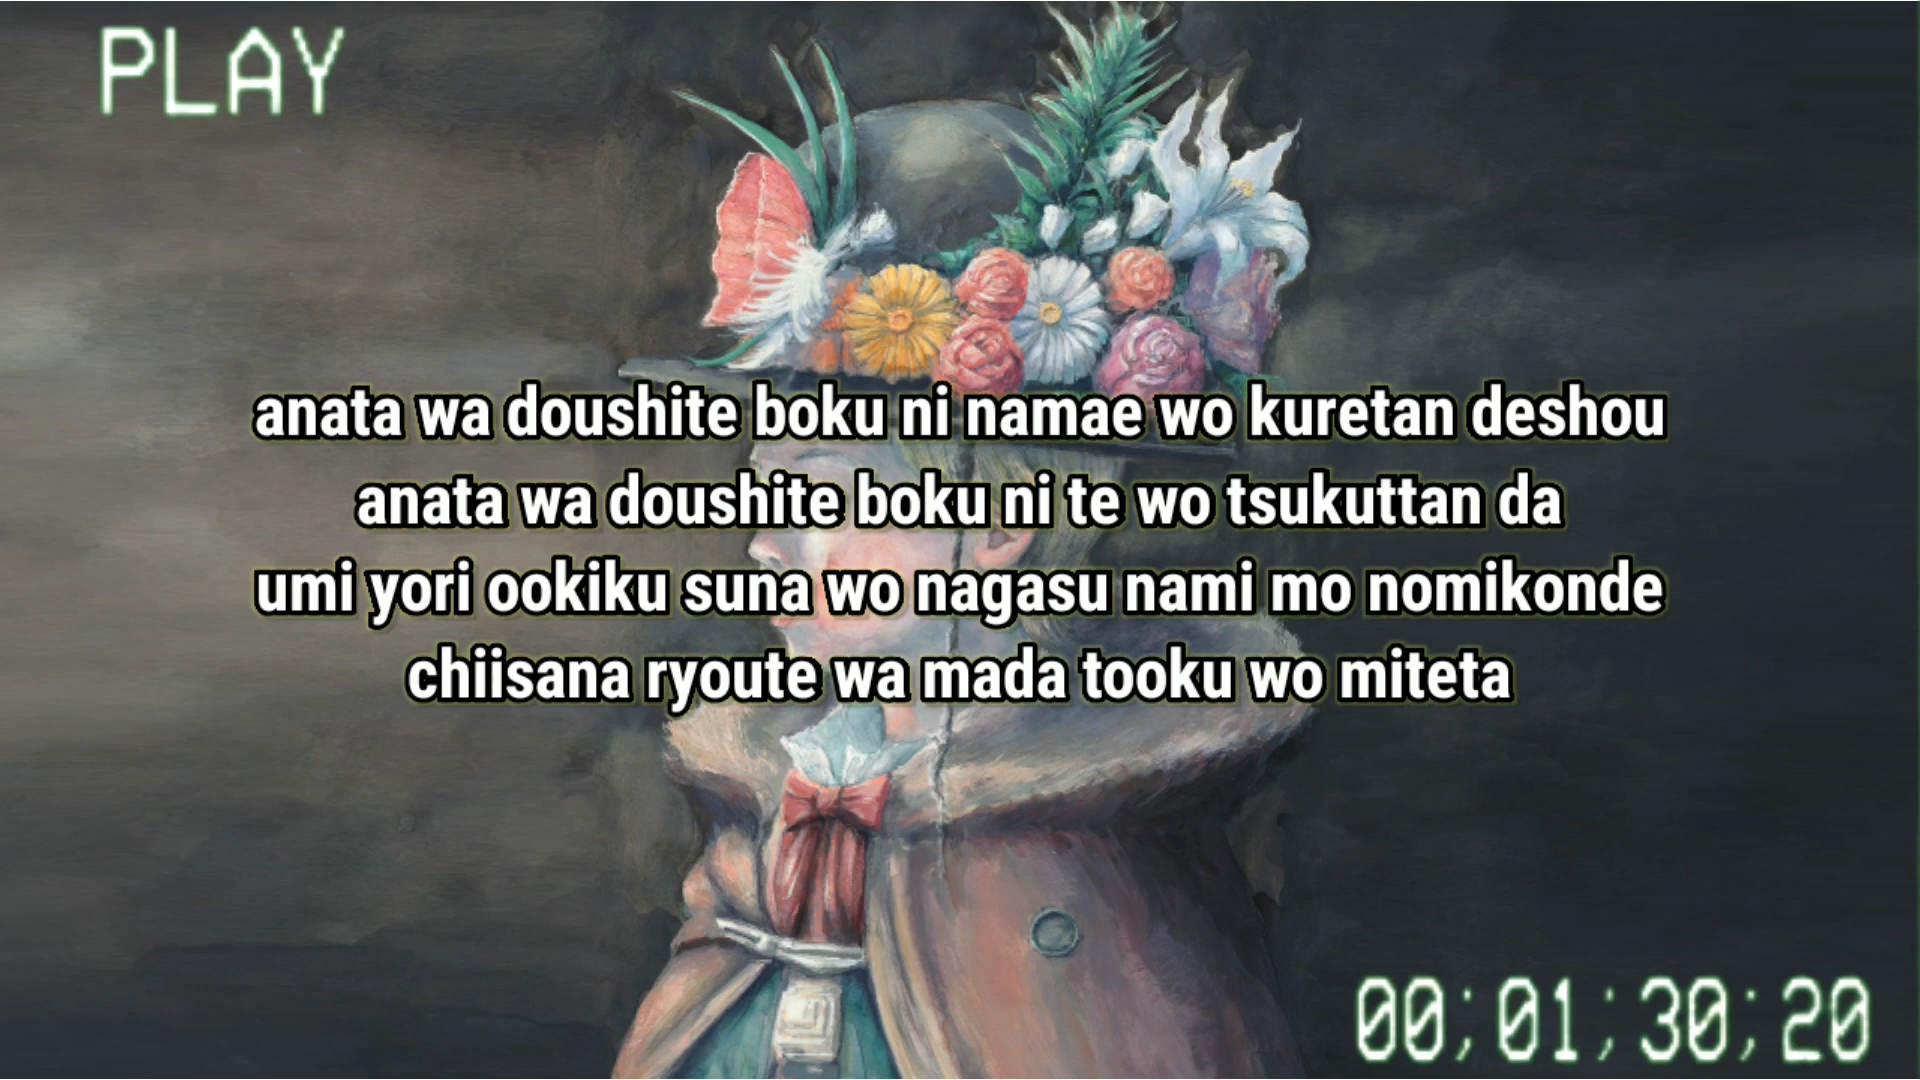 PLAY
anata wa doushite boku ni namae wo kuretan deshou
anata wa doushite boku ni te wo tsukuttan da
umi yori ookiku suna wo nagasu nami mo nomikonde
chiisana ryoute wa mada tooku wo miteta
00;01;30;20